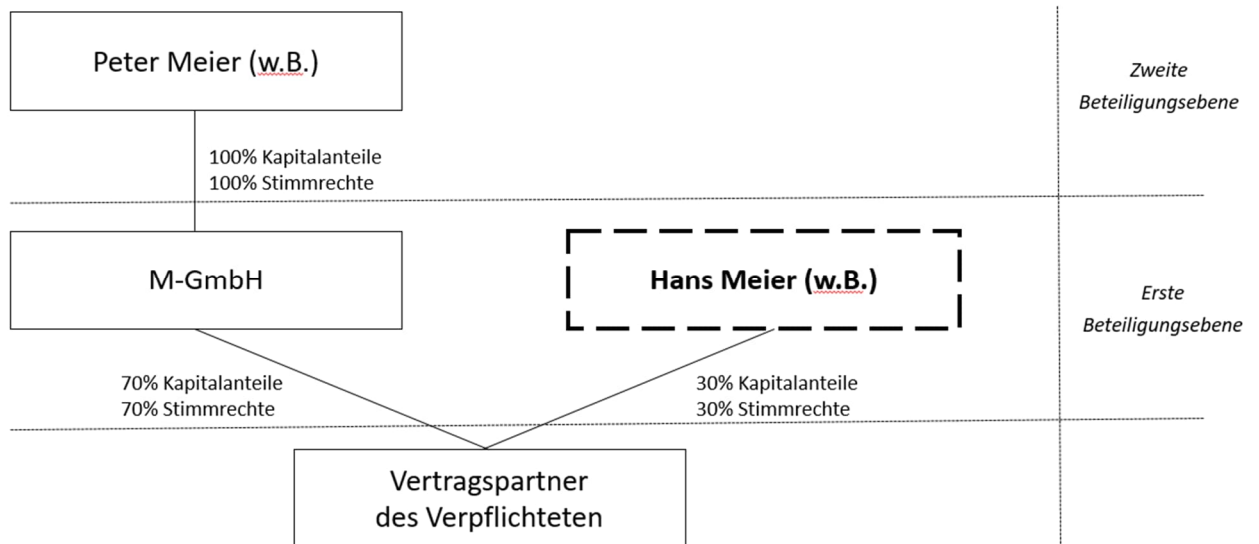 Peter Meier (w.B.)
Zweite
Beteiligungsebene
100% Kapitalanteile
100% Stimmrechte
M-GmbH
Hans Meier (w.B.)
Erste
Beteiligungsebene
70% Kapitalanteile
70% Stimmrechte
30% Kapitalanteile
30% Stimmrechte
Vertragspartner
des Verpflichteten